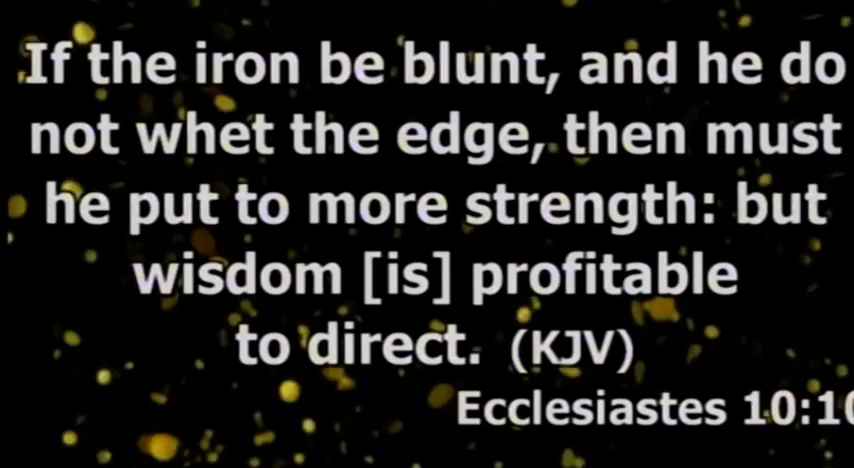 If the iron be blunt, and he do
not whet the edge, then must
he put to more strength: but
wisdom [is] profitable
to direct. (KJV)
Ecclesiastes 10:10